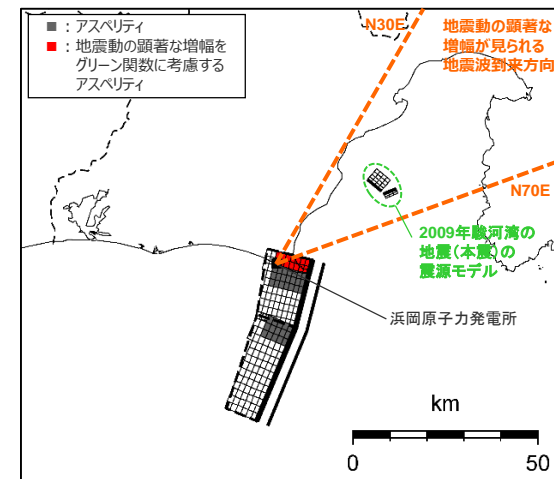 ■ : アスペリティ
■ : 地震動の顕著な増幅を
グリーン関数に考慮する
アスペリティ
N30E
地震動の顕著な
増幅が見られる
地震波到来方向
N70E
2009年駿河湾の
地震(本震)の
震源モデル
浜岡原子力発電所
km
0
50